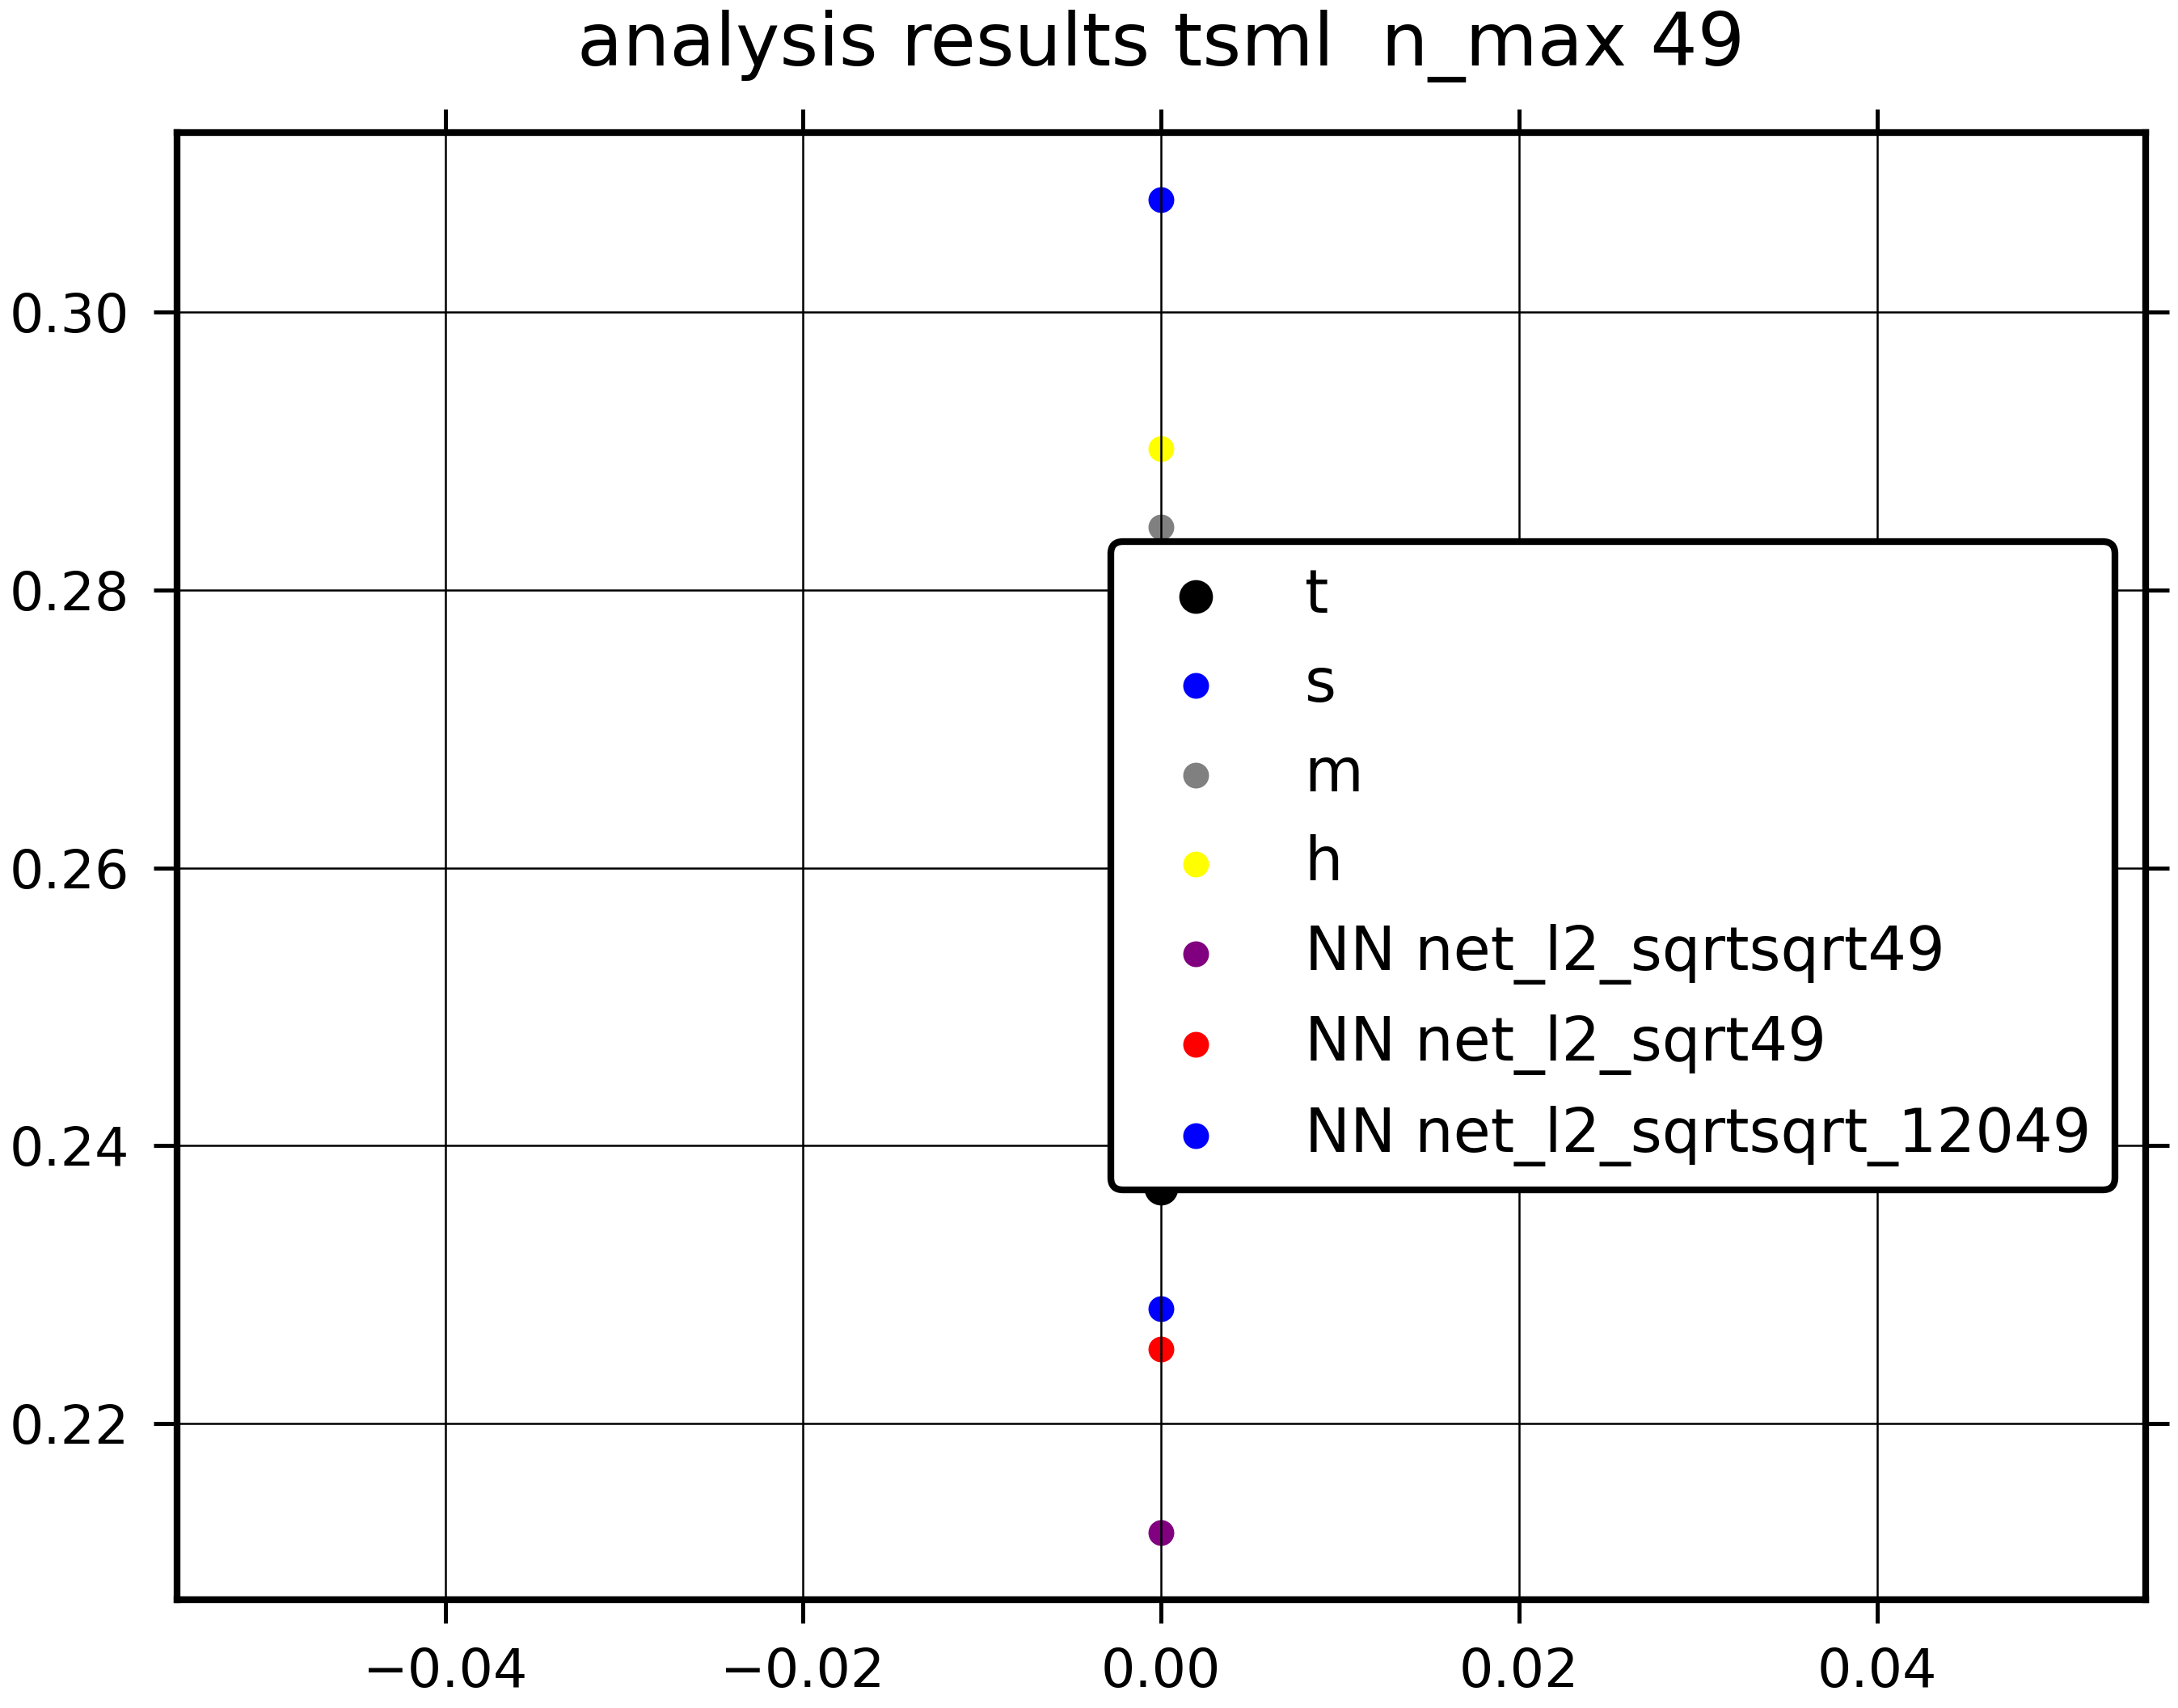 analysis results tsml  n_max 49
0.30
0.28
0.26
0.24
0.22
t
s
m
h
NN net_l2_sqrtsqrt49
NN net_l2_sqrt49
NN net_l2_sqrtsqrt_12049
−0.04 −0.02 0.00 0.02 0.04